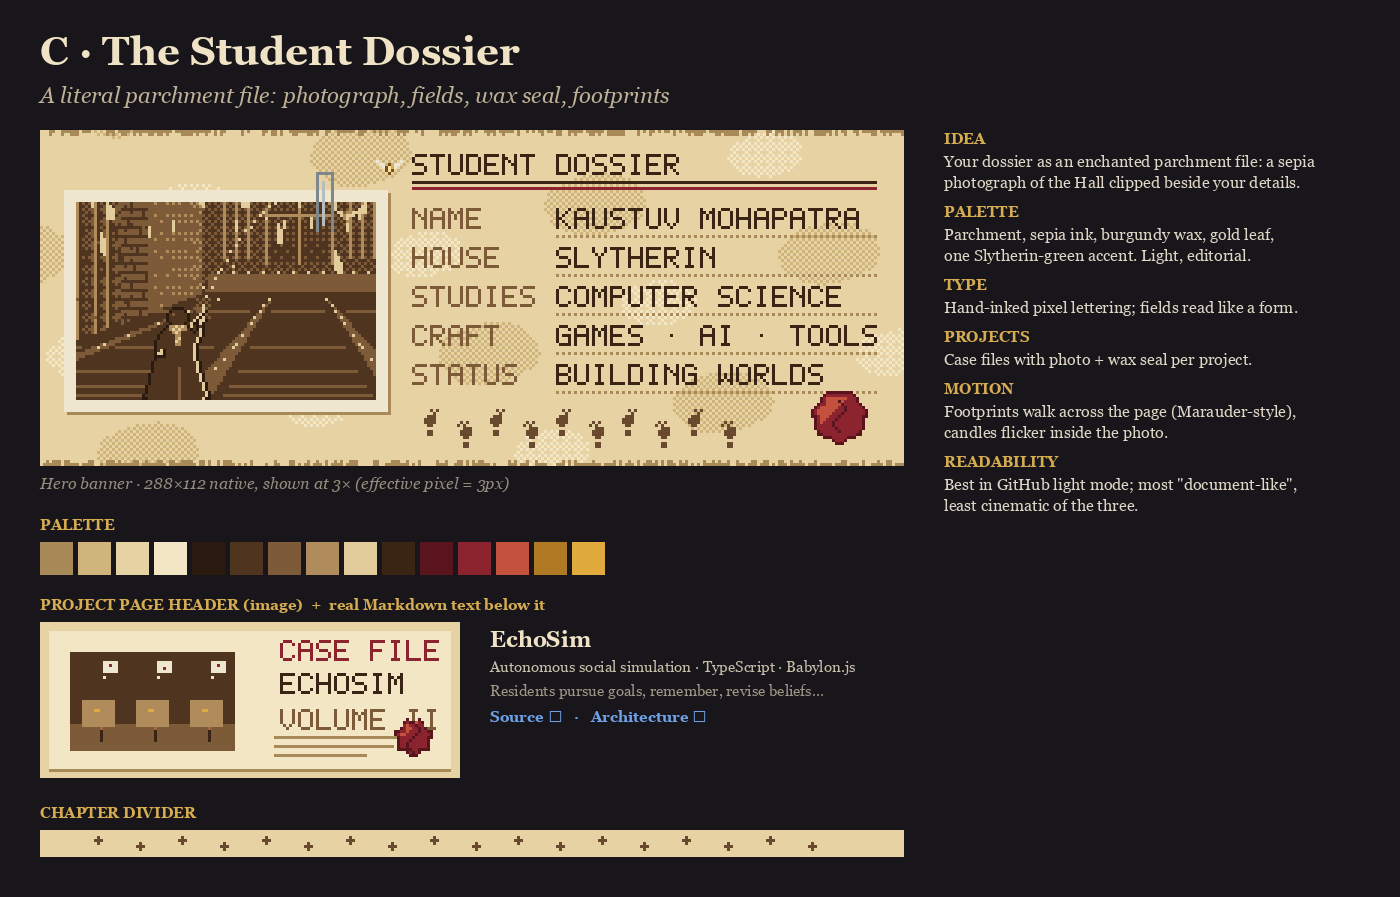 C · The Student Dossier
A literal parchment file: photograph, fields, wax seal, footprints
STUDENT DOSSIER
NAME KAUSTUV MOHAPATRA
HOUSE SLYTHERIN
STUDIES COMPUTER SCIENCE
CRAFT GAMES · AI · TOOLS
STATUS BUILDING WORLDS
Hero banner · 288×112 native, shown at 3× (effective pixel = 3px)
PALETTE
PROJECT PAGE HEADER (image) + real Markdown text below it
CASE FILE
ECHOSIM
VOLUME II
EchoSim
Autonomous social simulation · TypeScript · Babylon.js
Residents pursue goals, remember, revise beliefs...
Source ☐ · Architecture ☐
CHAPTER DIVIDER
IDEA
Your dossier as an enchanted parchment file: a sepia
photograph of the Hall clipped beside your details.
PALETTE
Parchment, sepia ink, burgundy wax, gold leaf,
one Slytherin-green accent. Light, editorial.
TYPE
Hand-inked pixel lettering; fields read like a form.
PROJECTS
Case files with photo + wax seal per project.
MOTION
Footprints walk across the page (Marauder-style),
candles flicker inside the photo.
READABILITY
Best in GitHub light mode; most "document-like",
least cinematic of the three.